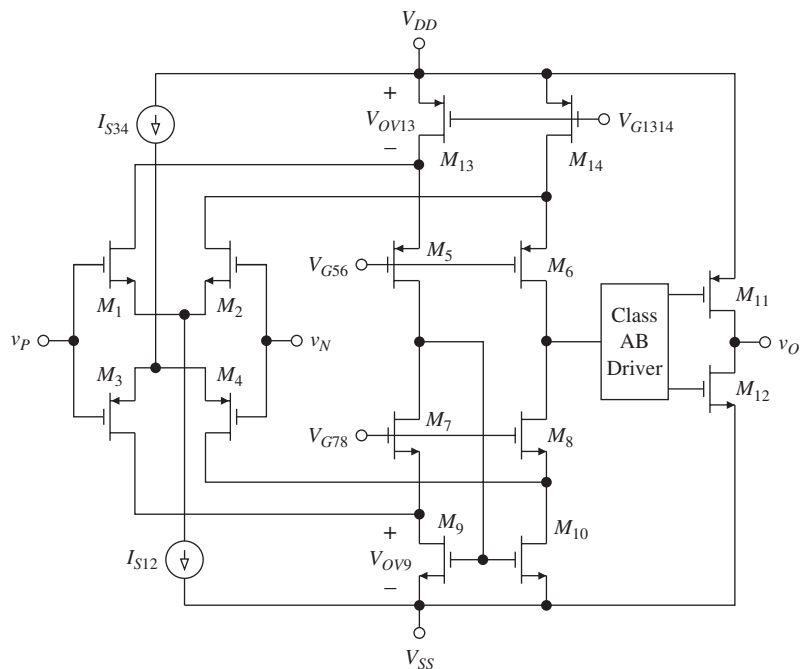 V_DD
+
I_S34
V_OV13
V_G1314
−
M_13
M_14
V_G56
M_5
M_6
M_1
M_2
M_11
Class
AB
Driver
v_P
v_N
v_O
M_3
M_4
M_12
M_7
V_G78
M_8
+
M_9
M_10
I_S12
V_OV9
−
V_SS